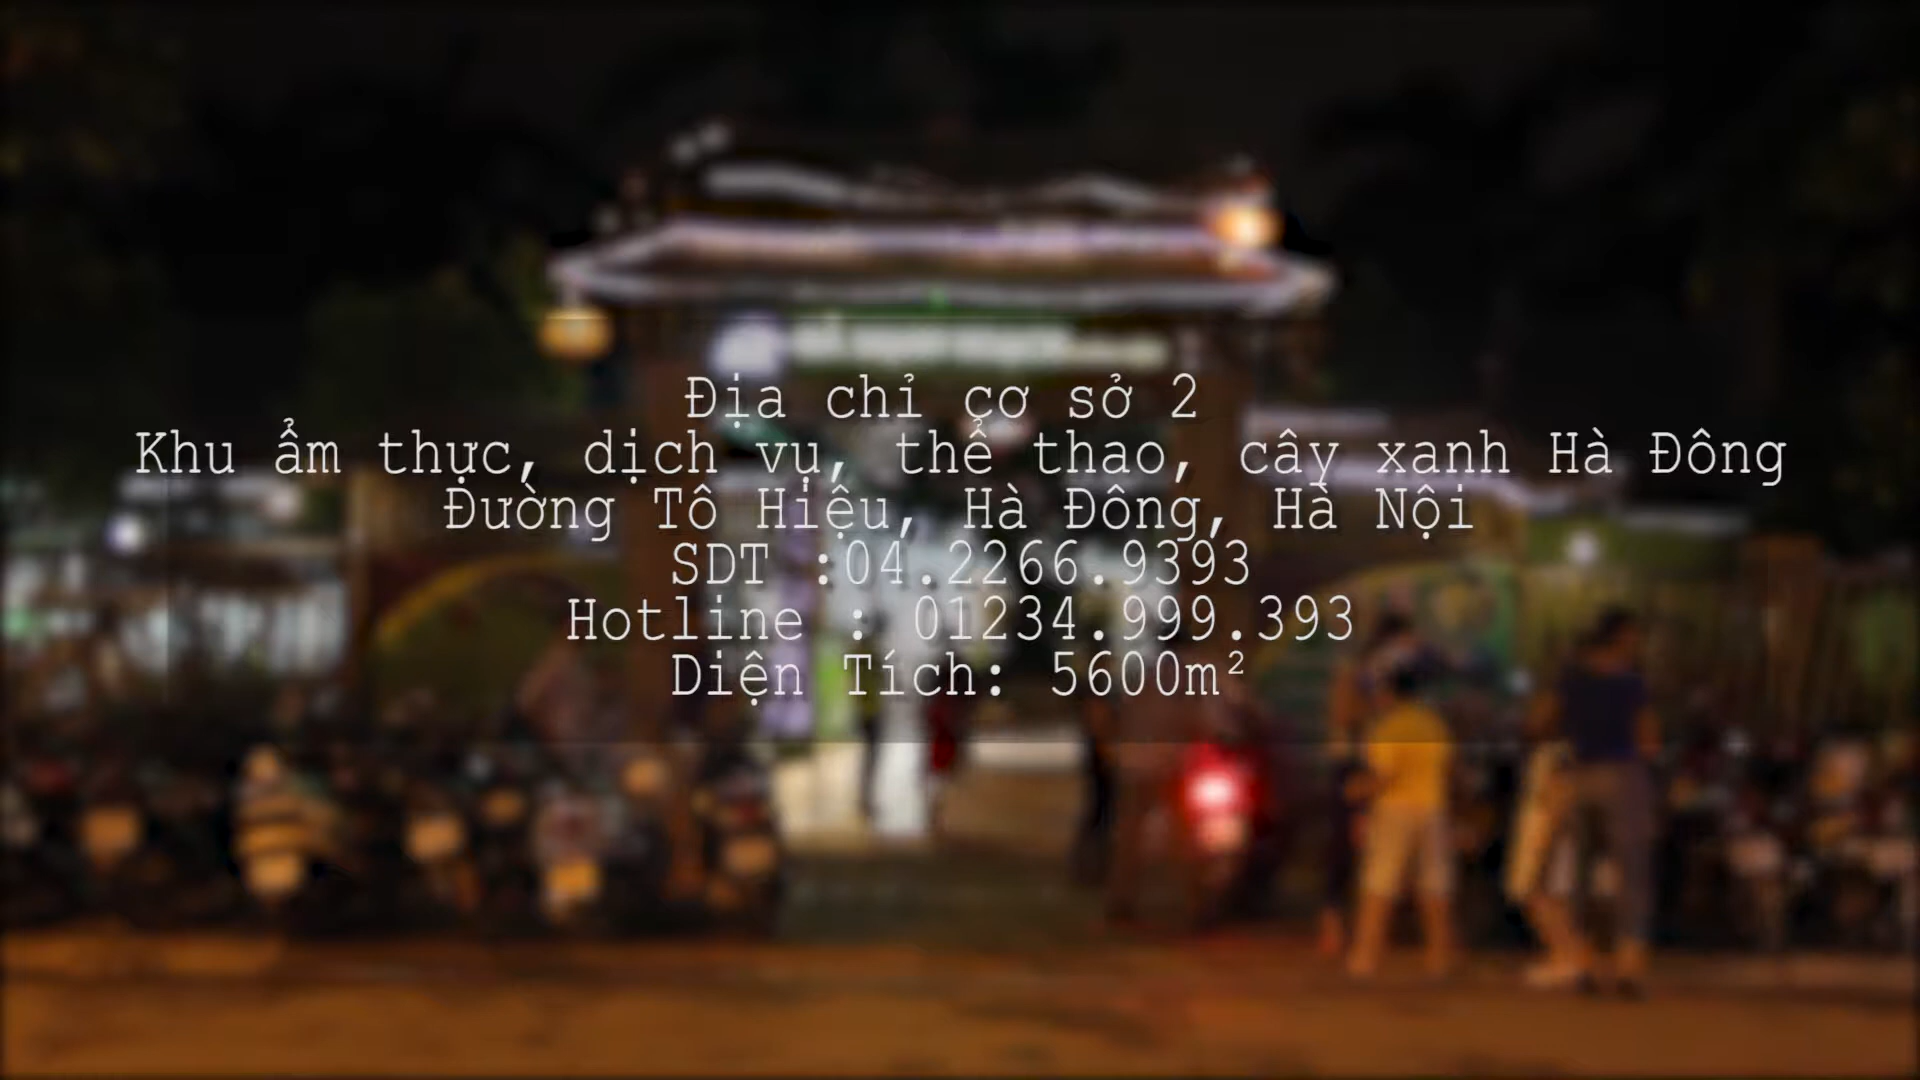 Địa chỉ cơ sở 2
Khu ẩm thực, dịch vụ, thể thao, cây xanh Hà Đông
Đường Tô Hiệu, Hà Đông, Hà Nội
SDT :04.2266.9393
Hotline : 01234.999.393
Diện Tích: 5600m²